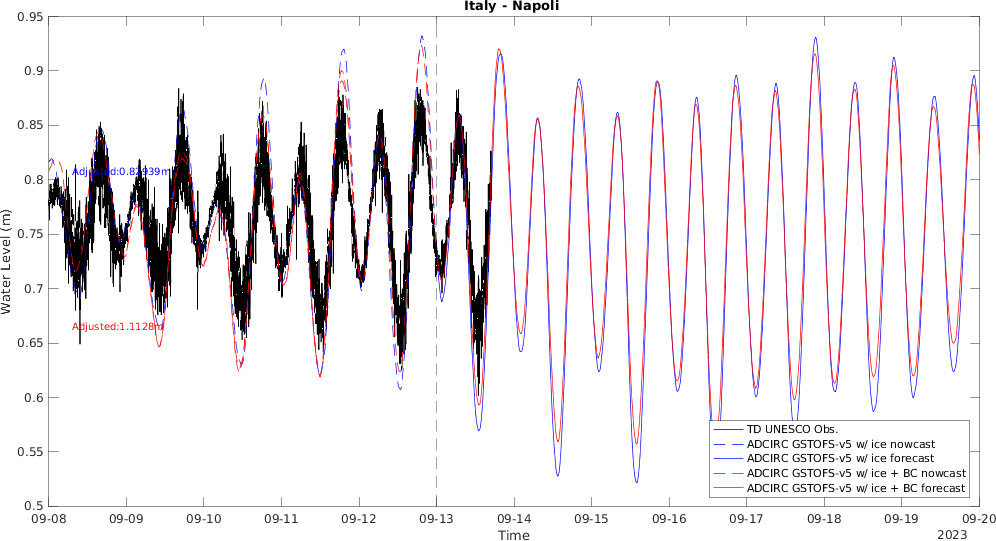 Italy - Napoli
Water Level (m)
0.95
0.9
0.85
0.8
0.75
0.7
0.65
0.6
0.55
0.5
Adjusted:0.82939m
Adjusted:1.1128m
TD UNESCO Obs.
ADCIRC GSTOFS-v5 w/ ice nowcast
ADCIRC GSTOFS-v5 w/ ice forecast
ADCIRC GSTOFS-v5 w/ ice + BC nowcast
ADCIRC GSTOFS-v5 w/ ice + BC forecast
09-08 09-09 09-10 09-11 09-12 09-13 09-14 09-15 09-16 09-17 09-18 09-19 09-20
Time
2023